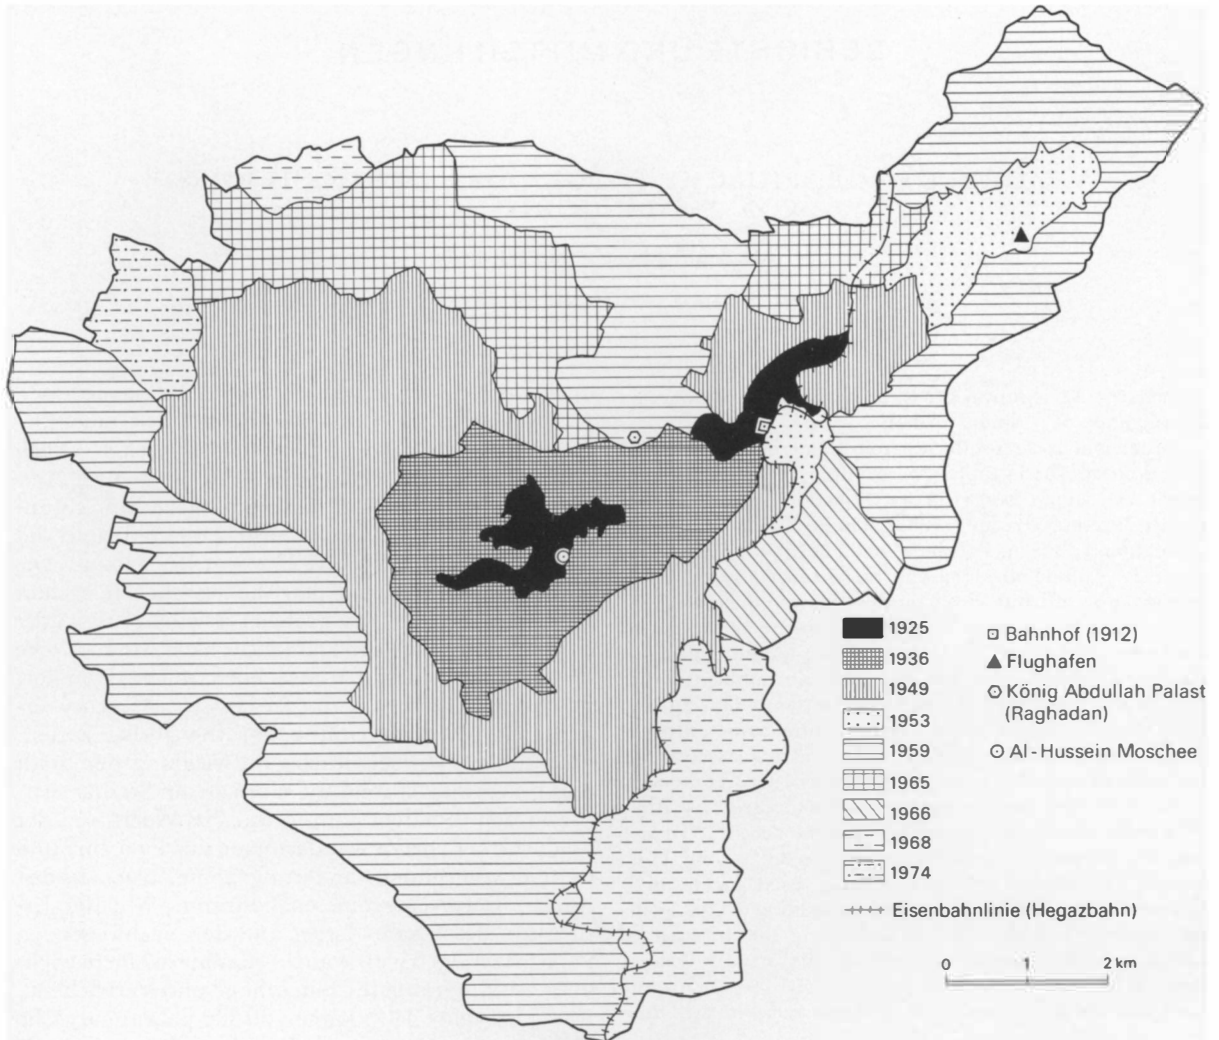 1925
1936
1949
1953
1959
1965
1966
1968
1974
Eisenbahnlinie (Hegazbahn)
Bahnhof (1912)
Flughafen
König Abdullah Palast
(Raghadan)
Al-Hussein Moschee
0 1 2 km